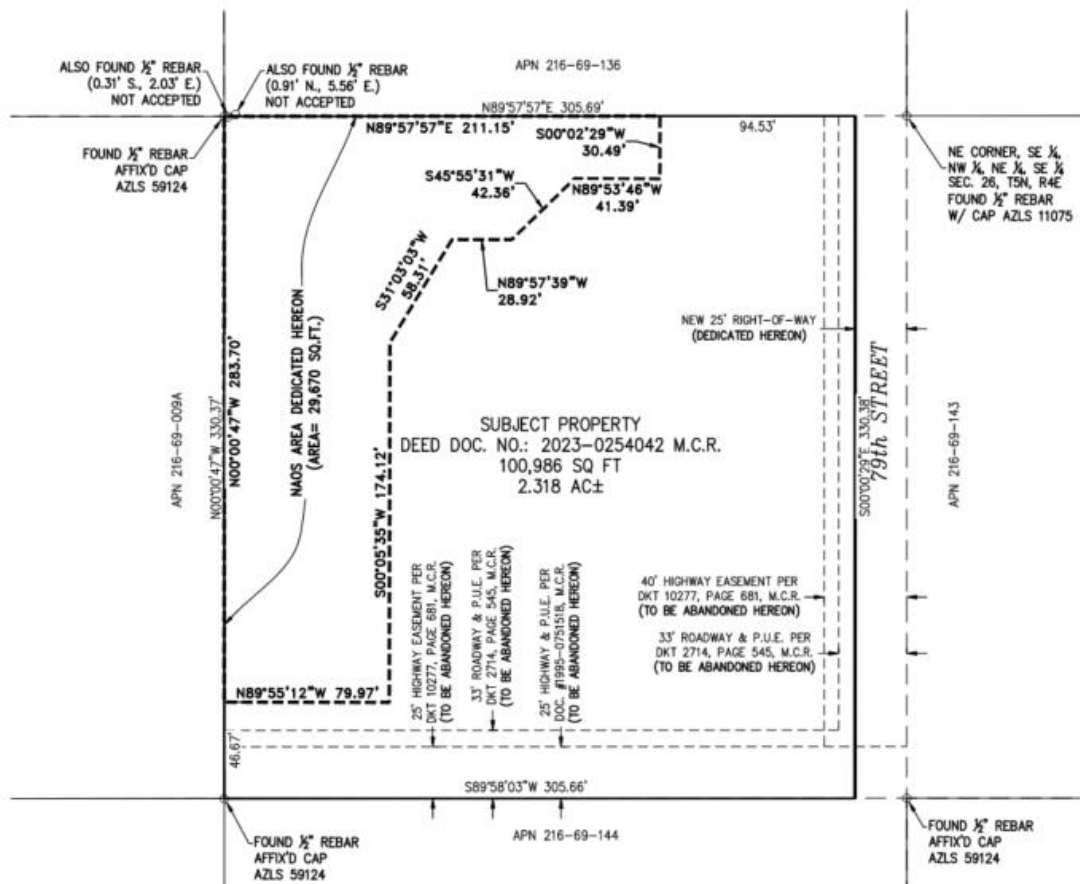 ALSO FOUND ½" REBAR
(0.31' S., 2.03' E.)
NOT ACCEPTED
ALSO FOUND ½" REBAR
(0.91' N., 5.56' E.)
NOT ACCEPTED
APN 216-69-136
N89°57'57"E 305.69'
N89°57'57"E 211.15'
94.53'
FOUND ½" REBAR
AFFIX'D CAP
AZLS 59124
S00°02'29"W
30.49'
S45°55'31"W
42.36'
N89°53'46"W
41.39'
NE CORNER, SE ¼,
NW ¼, NE ¼, SE ¼
SEC. 26, T5N, R4E
FOUND ½" REBAR
W/ CAP AZLS 11075
S31°03'03"W
58.31'
N89°57'39"W
28.92'
NEW 25' RIGHT-OF-WAY
(DEDICATED HEREON)
APN 216-69-009A
N00°00'47"W 330.37'
N00°00'47"W 283.70'
NAOS AREA DEDICATED HEREON
(AREA= 29,670 SQ.FT.)
S00°05'35"W 174.12'
SUBJECT PROPERTY
DEED DOC. NO.: 2023-0254042 M.C.R.
100,986 SQ FT
2.318 AC±
S00°00'29"E 330.38'
79th STREET
APN 216-69-143
25' HIGHWAY EASEMENT PER
DKT 10277, PAGE 681, M.C.R.
(TO BE ABANDONED HEREON)
33' ROADWAY & P.U.E. PER
DKT 2714, PAGE 545, M.C.R.
(TO BE ABANDONED HEREON)
25' HIGHWAY & P.U.E. PER
DOC. #1995-0751518, M.C.R.
(TO BE ABANDONED HEREON)
40' HIGHWAY EASEMENT PER
DKT 10277, PAGE 681, M.C.R.
(TO BE ABANDONED HEREON)
33' ROADWAY & P.U.E. PER
DKT 2714, PAGE 545, M.C.R.
(TO BE ABANDONED HEREON)
N89°55'12"W 79.97'
46.67'
S89°58'03"W 305.66'
APN 216-69-144
FOUND ½" REBAR
AFFIX'D CAP
AZLS 59124
FOUND ½" REBAR
AFFIX'D CAP
AZLS 59124